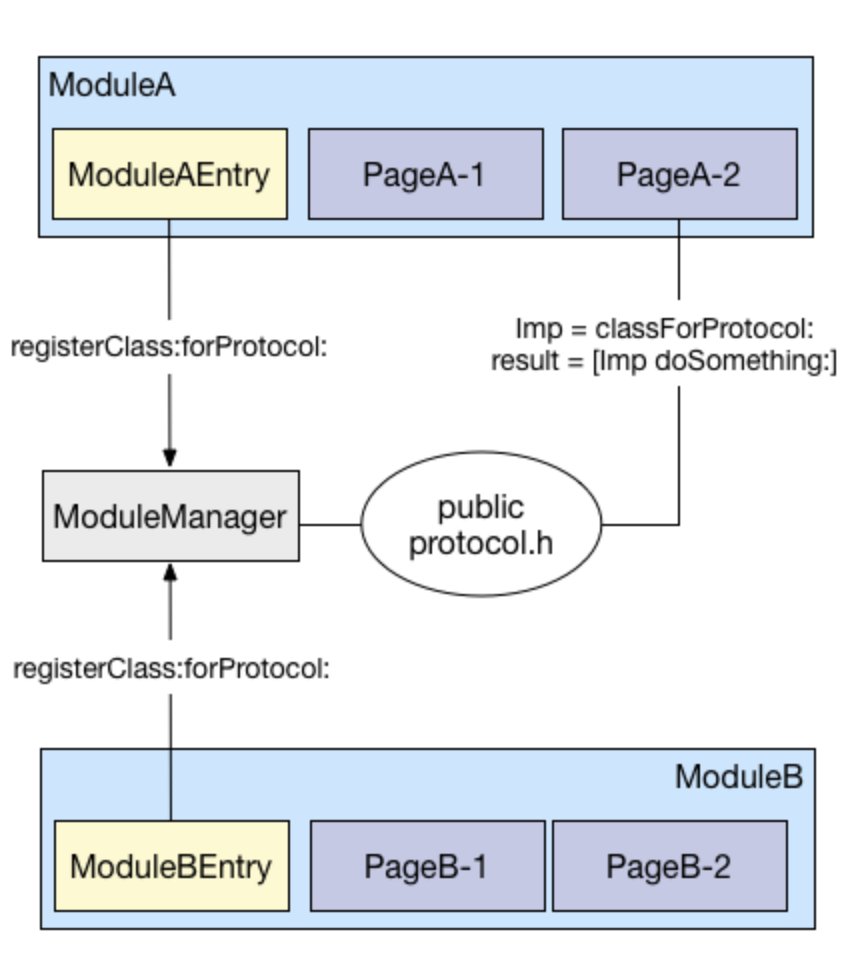 ModuleA
ModuleAEntry
PageA-1
PageA-2
registerClass:forProtocol:
Imp = classForProtocol:
result = [Imp doSomething:]
ModuleManager
public
protocol.h
registerClass:forProtocol:
ModuleB
ModuleBEntry
PageB-1
PageB-2